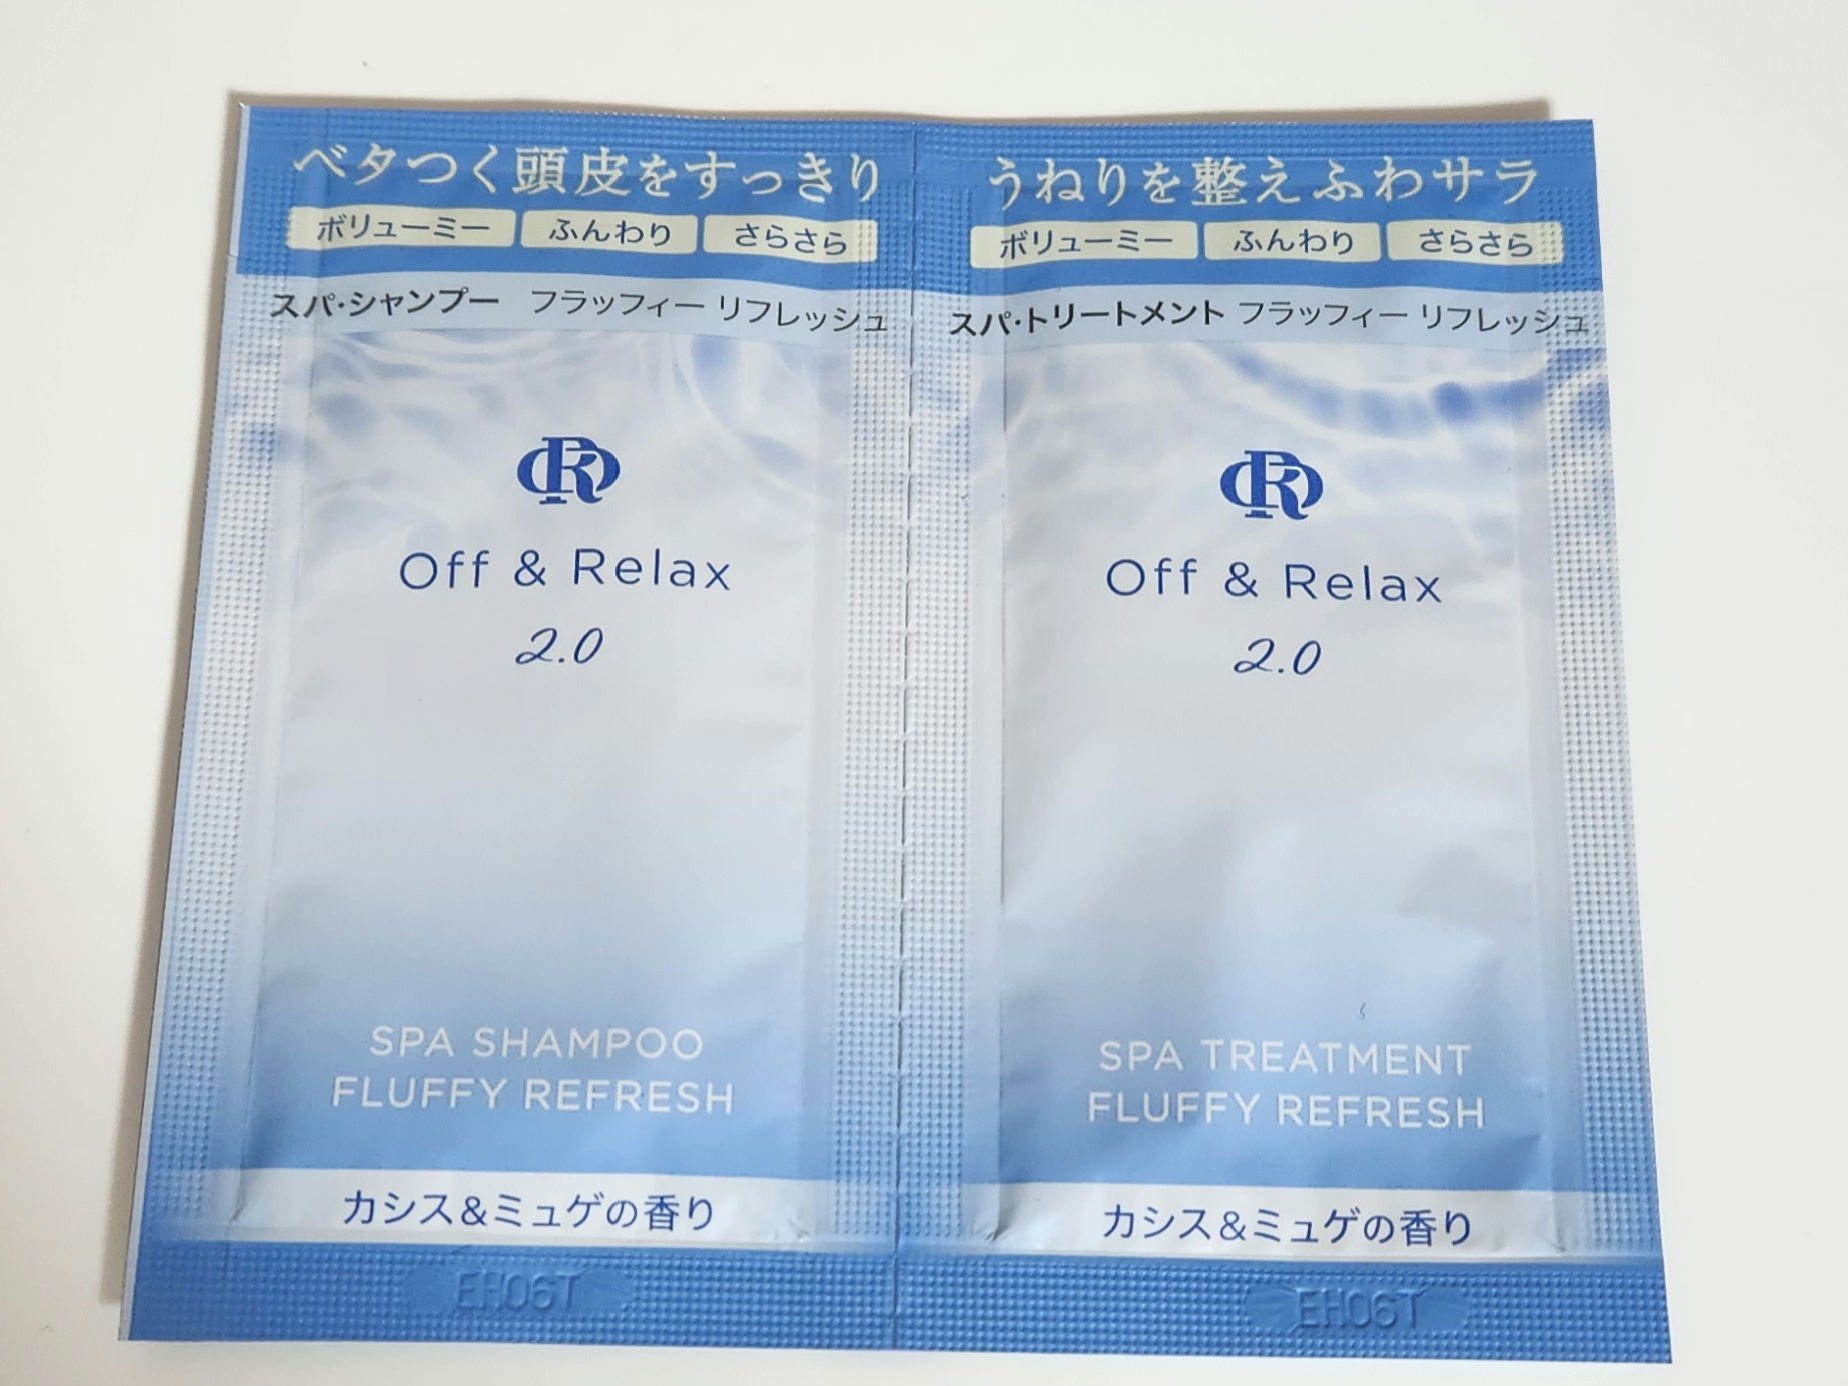 ベタつく頭皮をすっきり
ボリューミー ふんわり さらさら
スパ・シャンプー フラッフィー リフレッシュ
OR
Off & Relax
2.0
SPA SHAMPOO
FLUFFY REFRESH
カシス&ミュゲの香り
EH06T
うねりを整えふわサラ
ボリューミー ふんわり さらさら
スパ・トリートメント フラッフィー リフレッシュ
OR
Off & Relax
2.0
SPA TREATMENT
FLUFFY REFRESH
カシス&ミュゲの香り
EH06T